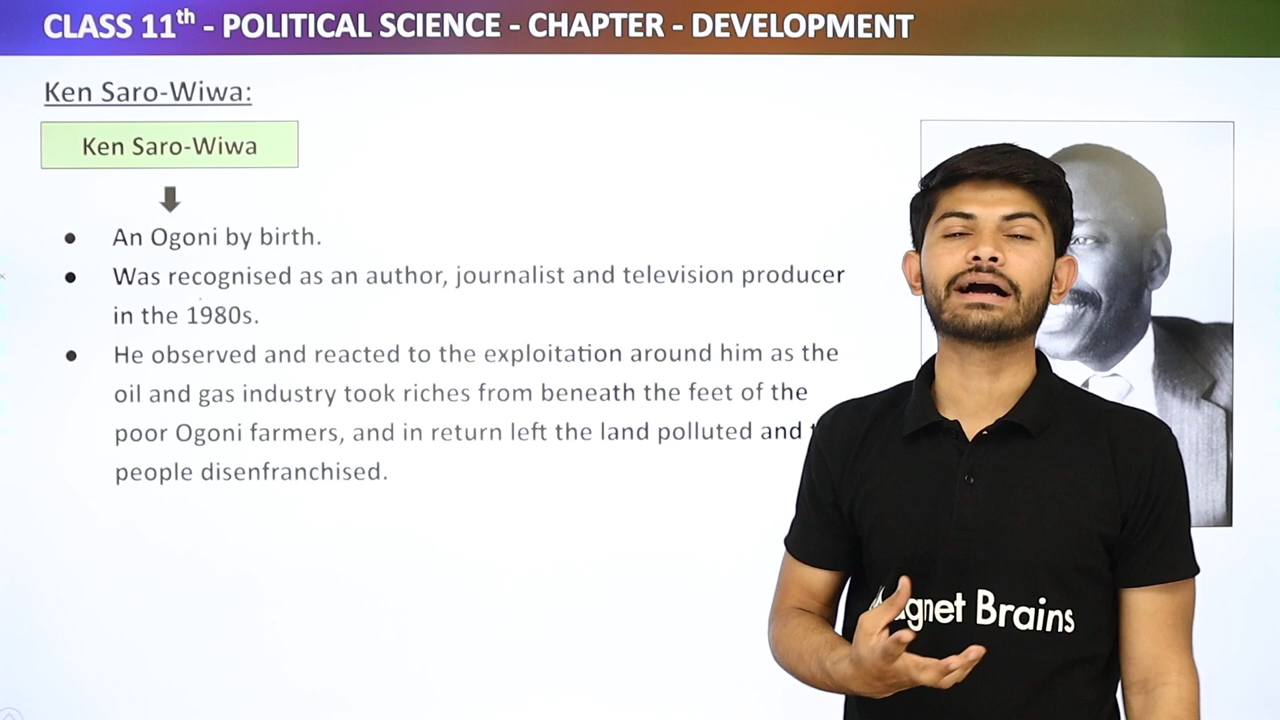 CLASS 11th - POLITICAL SCIENCE - CHAPTER - DEVELOPMENT
Ken Saro-Wiwa:
Ken Saro-Wiwa
● An Ogoni by birth.
● Was recognised as an author, journalist and television producer
in the 1980s.
● He observed and reacted to the exploitation around him as the
oil and gas industry took riches from beneath the feet of the
poor Ogoni farmers, and in return left the land polluted and
people disenfranchised.
Brains